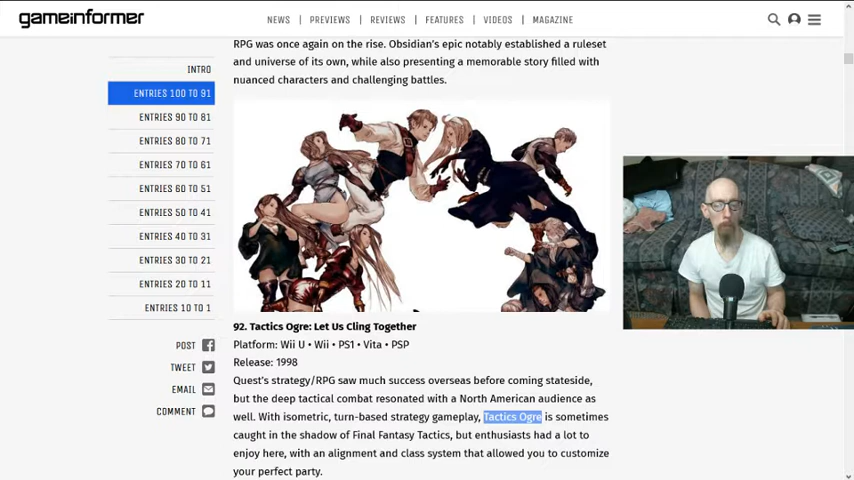 gameinformer
NEWS | PREVIEWS | REVIEWS | FEATURES | VIDEOS | MAGAZINE
INTRO
ENTRIES 100 TO 91
ENTRIES 90 TO 81
ENTRIES 80 TO 71
ENTRIES 70 TO 61
ENTRIES 60 TO 51
ENTRIES 50 TO 41
ENTRIES 40 TO 31
ENTRIES 30 TO 21
ENTRIES 20 TO 11
ENTRIES 10 TO 1
POST
TWEET
EMAIL
COMMENT
RPG was once again on the rise. Obsidian's epic notably established a ruleset
and universe of its own, while also presenting a memorable story filled with
nuanced characters and challenging battles.
92. Tactics Ogre: Let Us Cling Together
Platform: Wii U • Wii • PS1 • Vita • PSP
Release: 1998
Quest's strategy/RPG saw much success overseas before coming stateside,
but the deep tactical combat resonated with a North American audience as
well. With isometric, turn-based strategy gameplay, Tactics Ogre is sometimes
caught in the shadow of Final Fantasy Tactics, but enthusiasts had a lot to
enjoy here, with an alignment and class system that allowed you to customize
your perfect party.